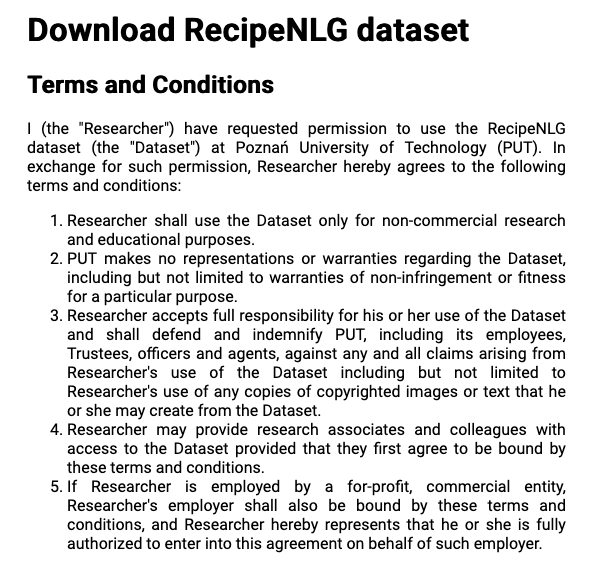 Download RecipeNLG dataset
Terms and Conditions
I (the "Researcher") have requested permission to use the RecipeNLG
dataset (the "Dataset") at Poznań University of Technology (PUT). In
exchange for such permission, Researcher hereby agrees to the following
terms and conditions:
1. Researcher shall use the Dataset only for non-commercial research
and educational purposes.
2. PUT makes no representations or warranties regarding the Dataset,
including but not limited to warranties of non-infringement or fitness
for a particular purpose.
3. Researcher accepts full responsibility for his or her use of the Dataset
and shall defend and indemnify PUT, including its employees,
Trustees, officers and agents, against any and all claims arising from
Researcher's use of the Dataset including but not limited to
Researcher's use of any copies of copyrighted images or text that he
or she may create from the Dataset.
4. Researcher may provide research associates and colleagues with
access to the Dataset provided that they first agree to be bound by
these terms and conditions.
5. If Researcher is employed by a for-profit, commercial entity,
Researcher's employer shall also be bound by these terms and
conditions, and Researcher hereby represents that he or she is fully
authorized to enter into this agreement on behalf of such employer.